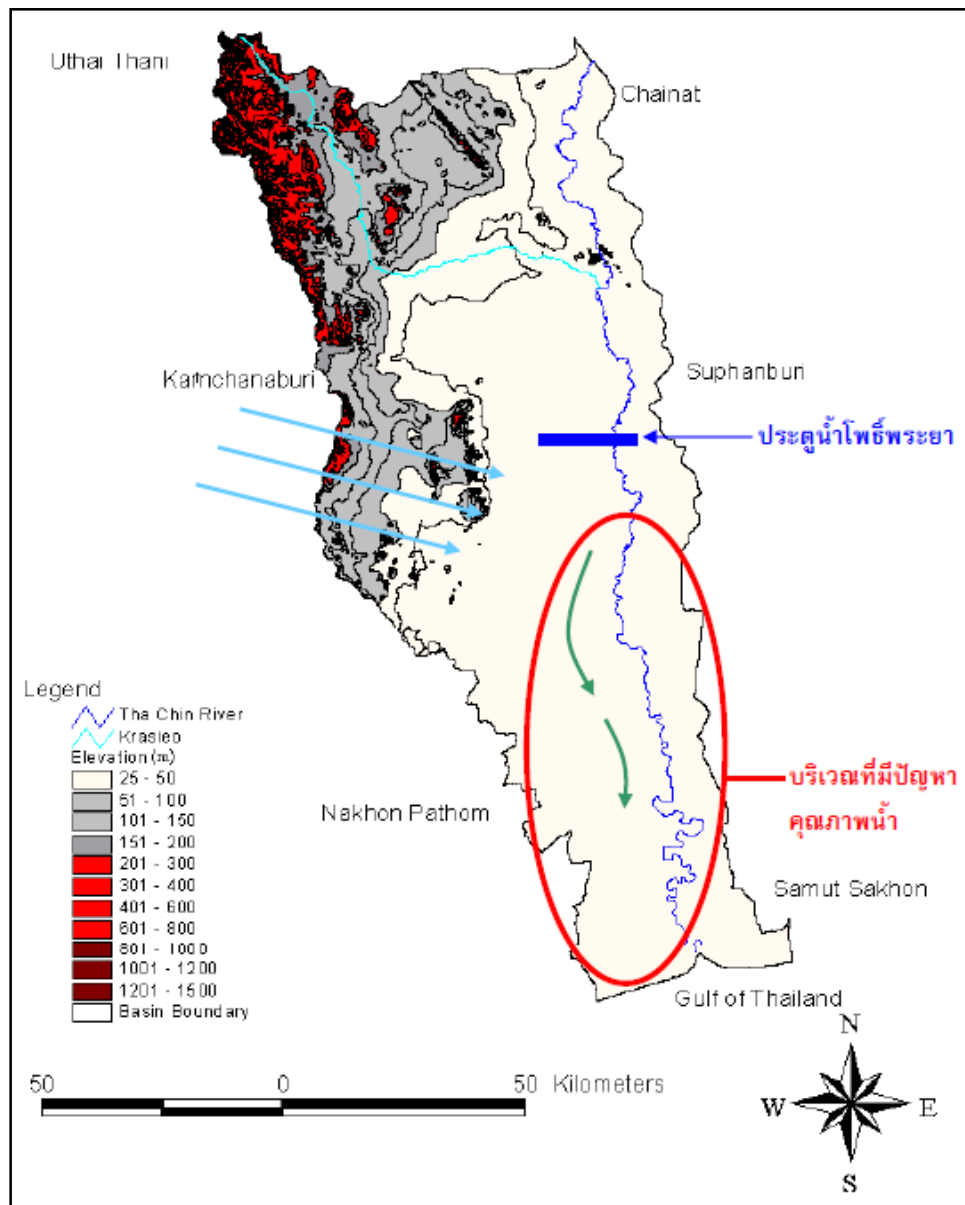 Uthai Thani
Chainat
Kanchanaburi
Suphanburi
ประตูน้ำโพธิ์พระยา
Legend
Tha Chin River
Krasieo
Elevation (m)
25 - 50
51 - 100
101 - 150
151 - 200
201 - 300
301 - 400
401 - 600
601 - 800
801 - 1000
1001 - 1200
1201 - 1500
Basin Boundary
Nakhon Pathom
บริเวณที่มีปัญหา
คุณภาพน้ำ
Samut Sakhon
Gulf of Thailand
50 0 50 Kilometers
N
W E
S